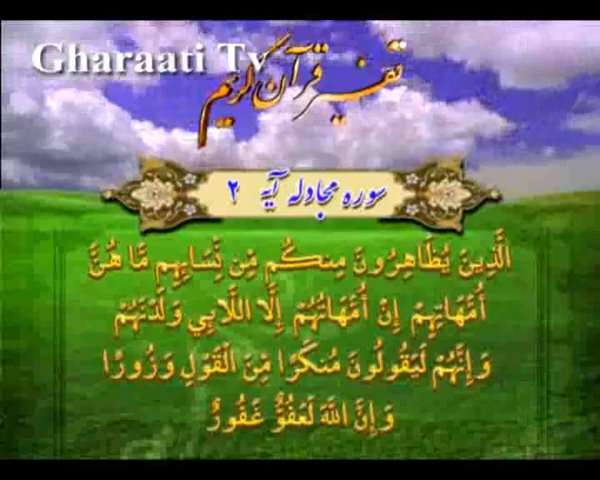 Gharaati Tv
تفسیر قرآن کریم
سوره مجادله آیه ۲
الَّذِينَ يُظَاهِرُونَ مِنكُم مِّن نِّسَائِهِم مَّا هُنَّ
أُمَّهَاتِهِمْ إِنْ أُمَّهَاتُهُمْ إِلَّا اللَّائِي وَلَدْنَهُمْ
وَإِنَّهُمْ لَيَقُولُونَ مُنكَرًا مِّنَ الْقَوْلِ وَزُورًا
وَإِنَّ اللَّهَ لَعَفُوٌّ غَفُورٌ